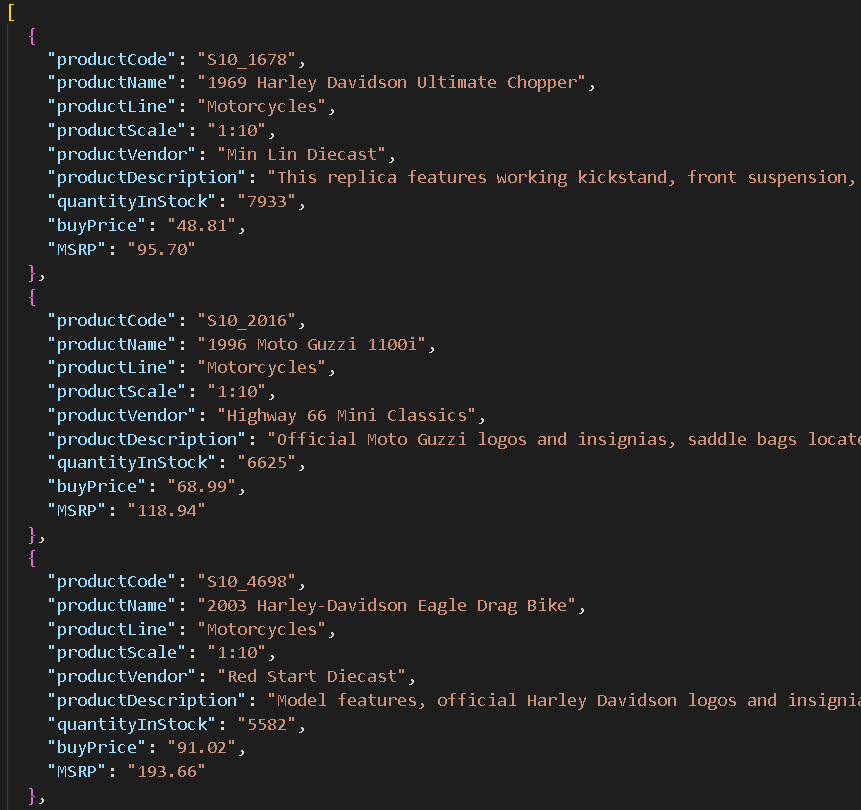 [
{
"productCode": "S10_1678",
"productName": "1969 Harley Davidson Ultimate Chopper",
"productLine": "Motorcycles",
"productScale": "1:10",
"productVendor": "Min Lin Diecast",
"productDescription": "This replica features working kickstand, front suspension,
"quantityInStock": "7933",
"buyPrice": "48.81",
"MSRP": "95.70"
},
{
"productCode": "S10_2016",
"productName": "1996 Moto Guzzi 1100i",
"productLine": "Motorcycles",
"productScale": "1:10",
"productVendor": "Highway 66 Mini Classics",
"productDescription": "Official Moto Guzzi logos and insignias, saddle bags locate
"quantityInStock": "6625",
"buyPrice": "68.99",
"MSRP": "118.94"
},
{
"productCode": "S10_4698",
"productName": "2003 Harley-Davidson Eagle Drag Bike",
"productLine": "Motorcycles",
"productScale": "1:10",
"productVendor": "Red Start Diecast",
"productDescription": "Model features, official Harley Davidson logos and insignia
"quantityInStock": "5582",
"buyPrice": "91.02",
"MSRP": "193.66"
},